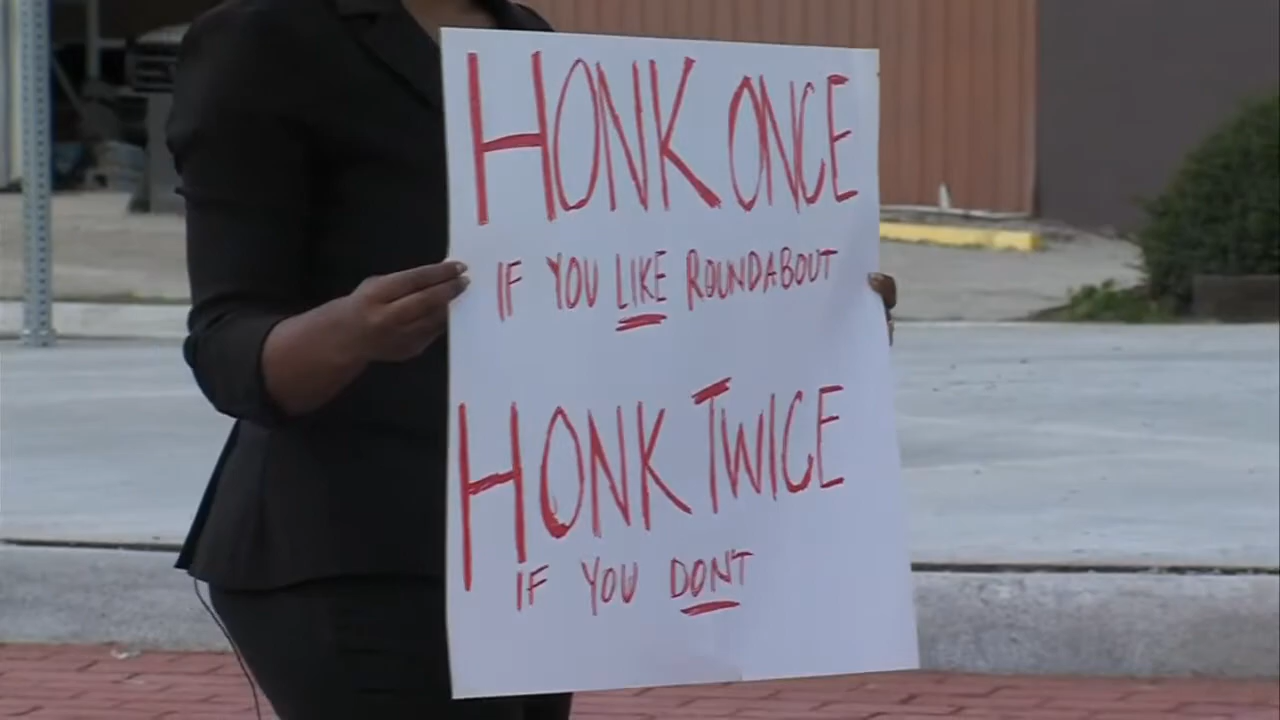 HONK ONCE
IF YOU LIKE ROUNDABOUT
HONK TWICE
IF YOU DON'T